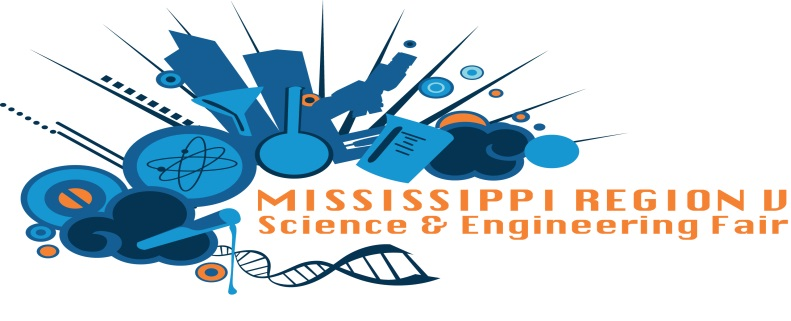 MISSISSIPPI REGION V
Science & Engineering Fair